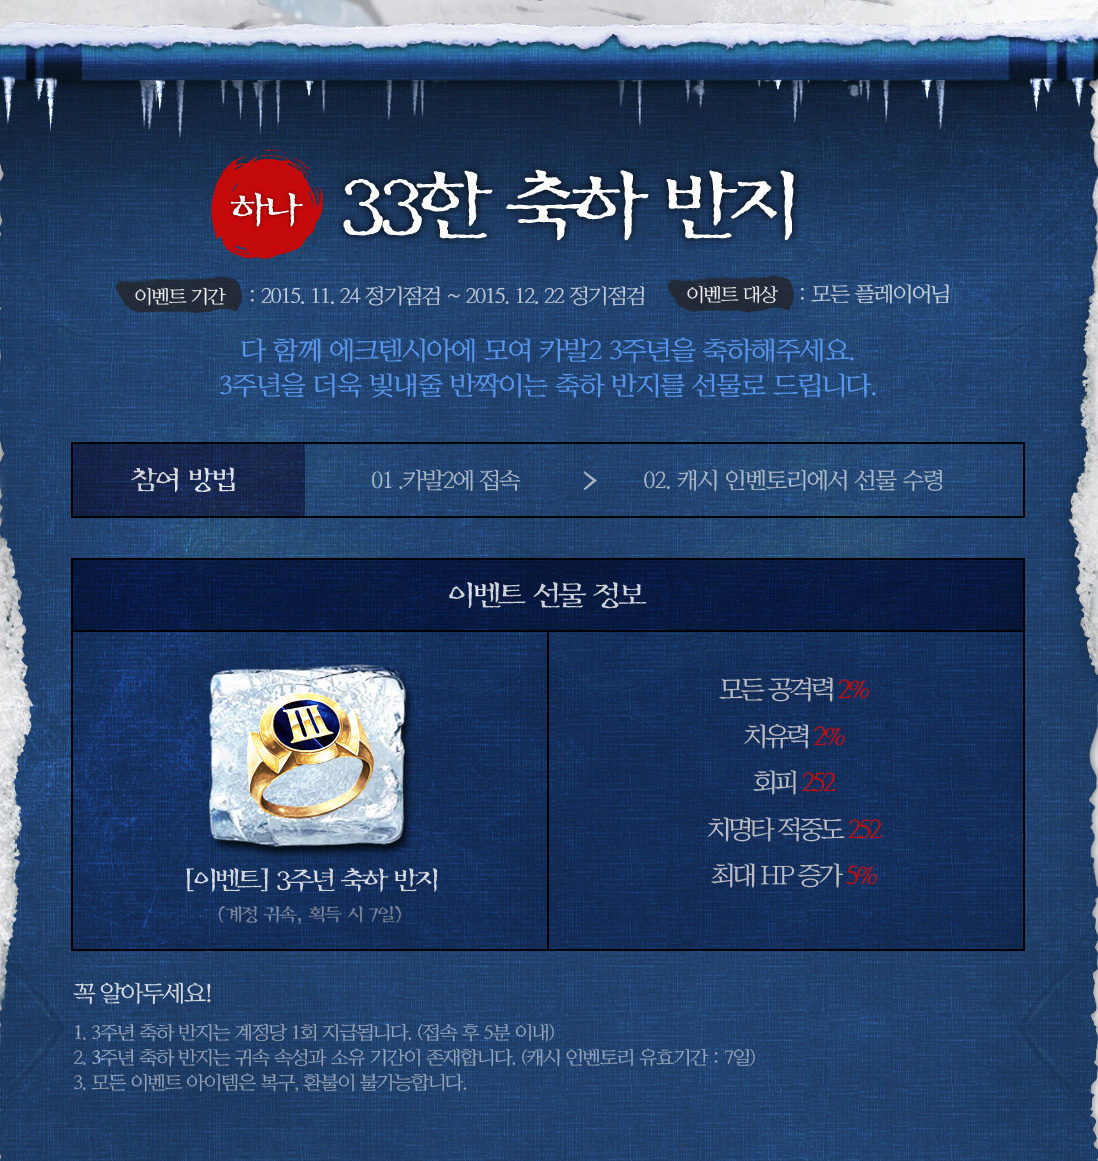 하나
33한 축하 반지
이벤트 기간 : 2015. 11. 24 정기점검 ~ 2015. 12. 22 정기점검 이벤트 대상 : 모든 플레이어님
다 함께 에크텐시아에 모여 카발2 3주년을 축하해주세요.
3주년을 더욱 빛내줄 반짝이는 축하 반지를 선물로 드립니다.
참여 방법 01 .카발2에 접속 > 02. 캐시 인벤토리에서 선물 수령
이벤트 선물 정보
III
[이벤트] 3주년 축하 반지
(계정 귀속, 획득 시 7일)
모든 공격력 2%
치유력 2%
회피 252
치명타 적중도 252
최대 HP 증가 5%
꼭 알아두세요!
1. 3주년 축하 반지는 계정당 1회 지급됩니다. (접속 후 5분 이내)
2. 3주년 축하 반지는 귀속 속성과 소유 기간이 존재합니다. (캐시 인벤토리 유효기간 : 7일)
3. 모든 이벤트 아이템은 복구, 환불이 불가능합니다.